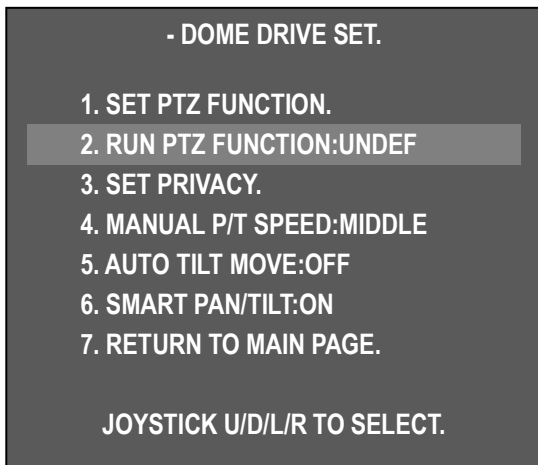 - DOME DRIVE SET.
1. SET PTZ FUNCTION.
2. RUN PTZ FUNCTION:UNDEF
3. SET PRIVACY.
4. MANUAL P/T SPEED:MIDDLE
5. AUTO TILT MOVE:OFF
6. SMART PAN/TILT:ON
7. RETURN TO MAIN PAGE.
JOYSTICK U/D/L/R TO SELECT.